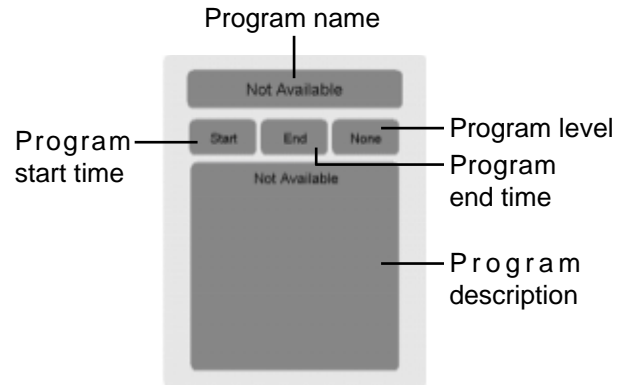 Program name
Not Available
Start End None
Program
start time
Program level
Program
end time
Not Available
Program
description